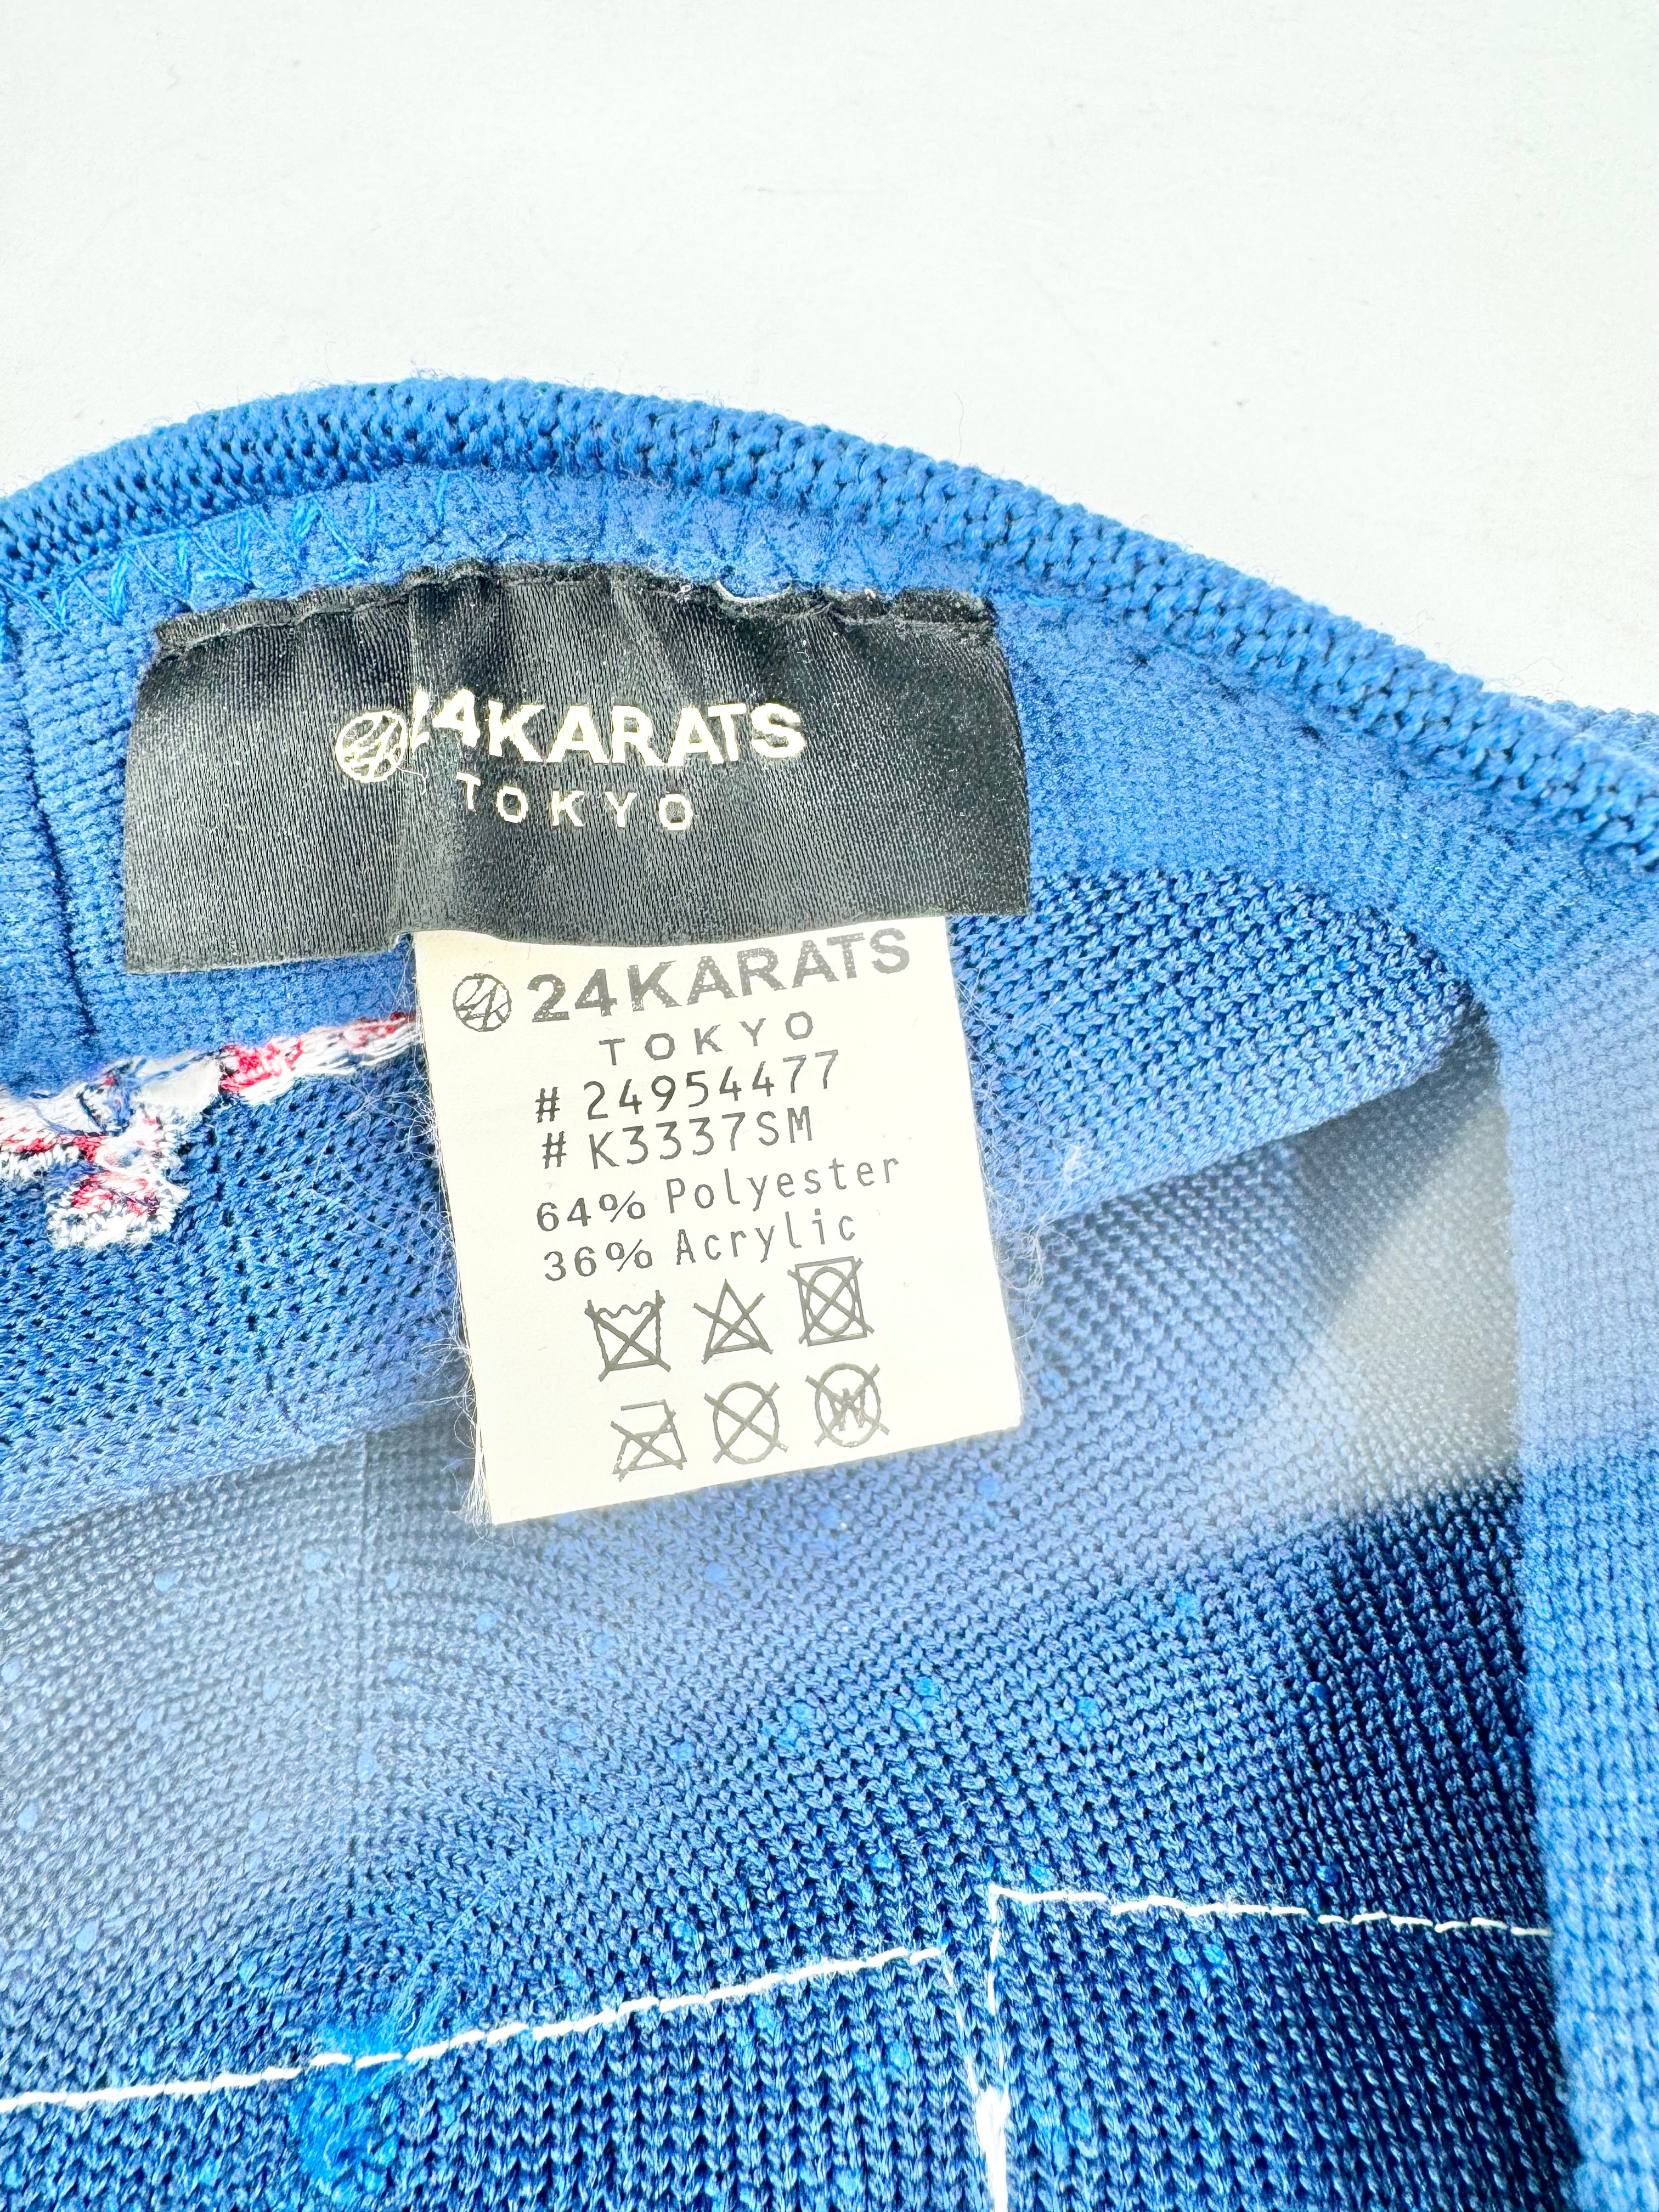 24KARATS
TOKYO
24KARATS
TOKYO
# 24954477
# K3337SM
64% Polyester
36% Acrylic
W